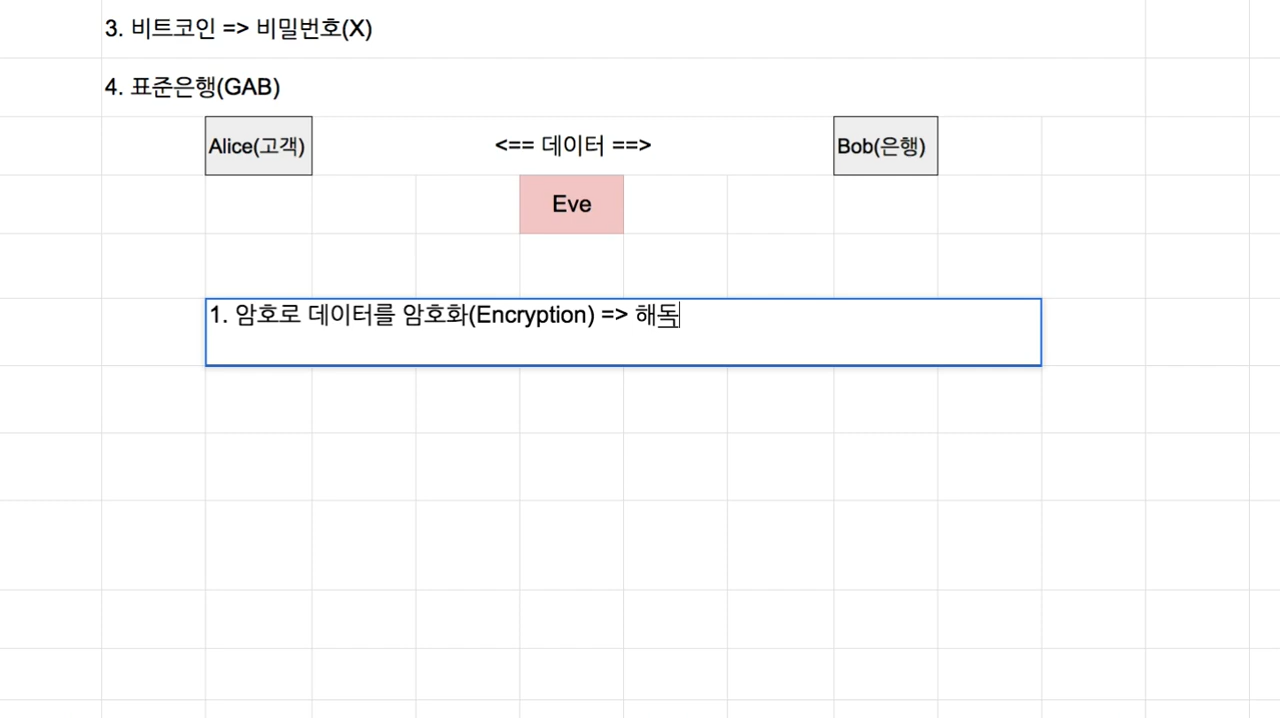 3. 비트코인 => 비밀번호(X)
4. 표준은행(GAB)
Alice(고객) <== 데이터 ==> Bob(은행)
Eve
1. 암호로 데이터를 암호화(Encryption) => 해독